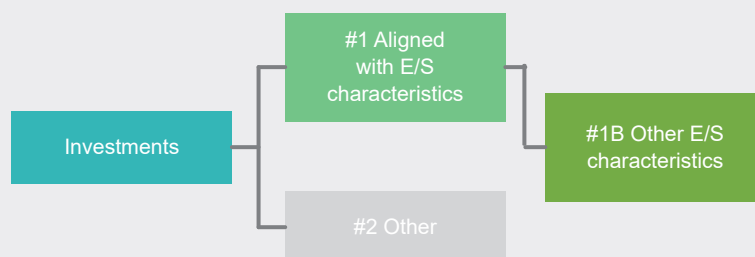 #1 Aligned
with E/S
characteristics
Investments
#1B Other E/S
characteristics
#2 Other